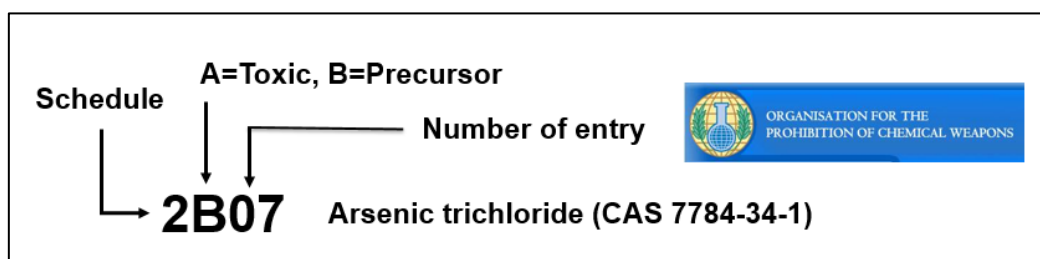 A=Toxic, B=Precursor
Schedule
Number of entry
ORGANISATION FOR THE
PROHIBITION OF CHEMICAL WEAPONS
2B07
Arsenic trichloride (CAS 7784-34-1)